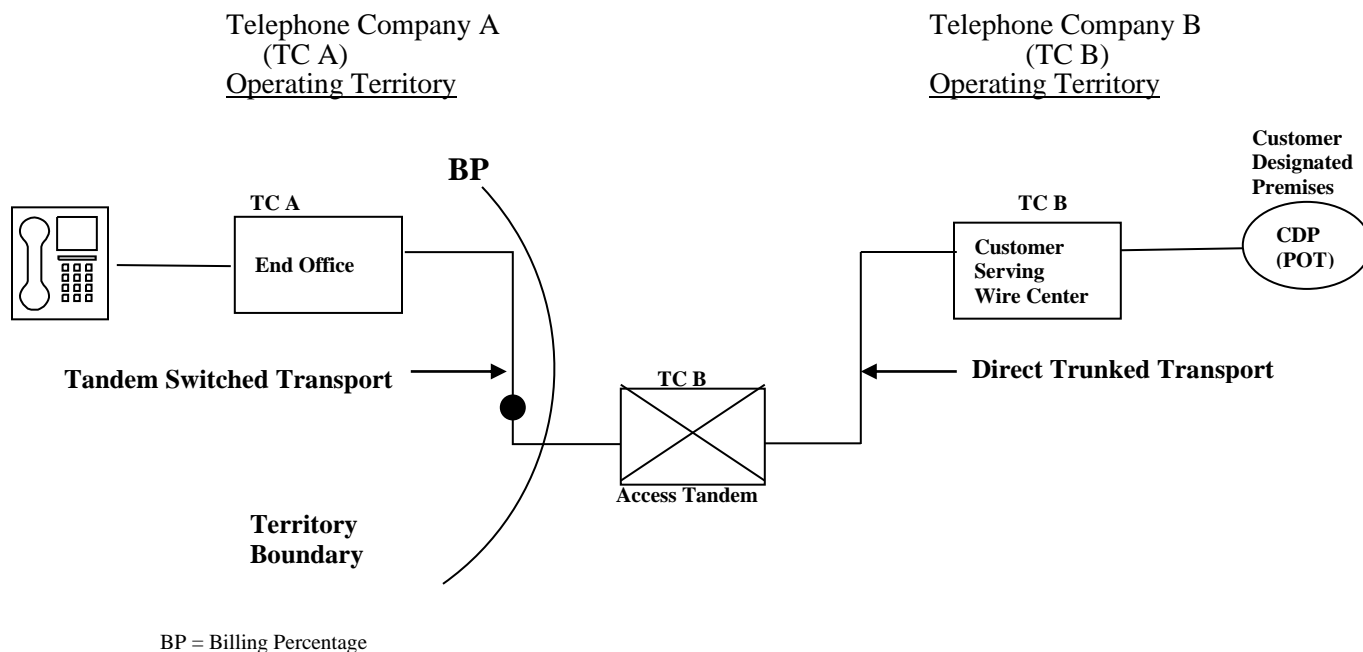 Telephone Company A
(TC A)
Operating Territory
Telephone Company B
(TC B)
Operating Territory
BP
TC A
End Office
TC B
Customer
Serving
Wire Center
Customer
Designated
Premises
CDP
(POT)
Tandem Switched Transport
TC B
Access Tandem
Direct Trunked Transport
Territory
Boundary
BP = Billing Percentage